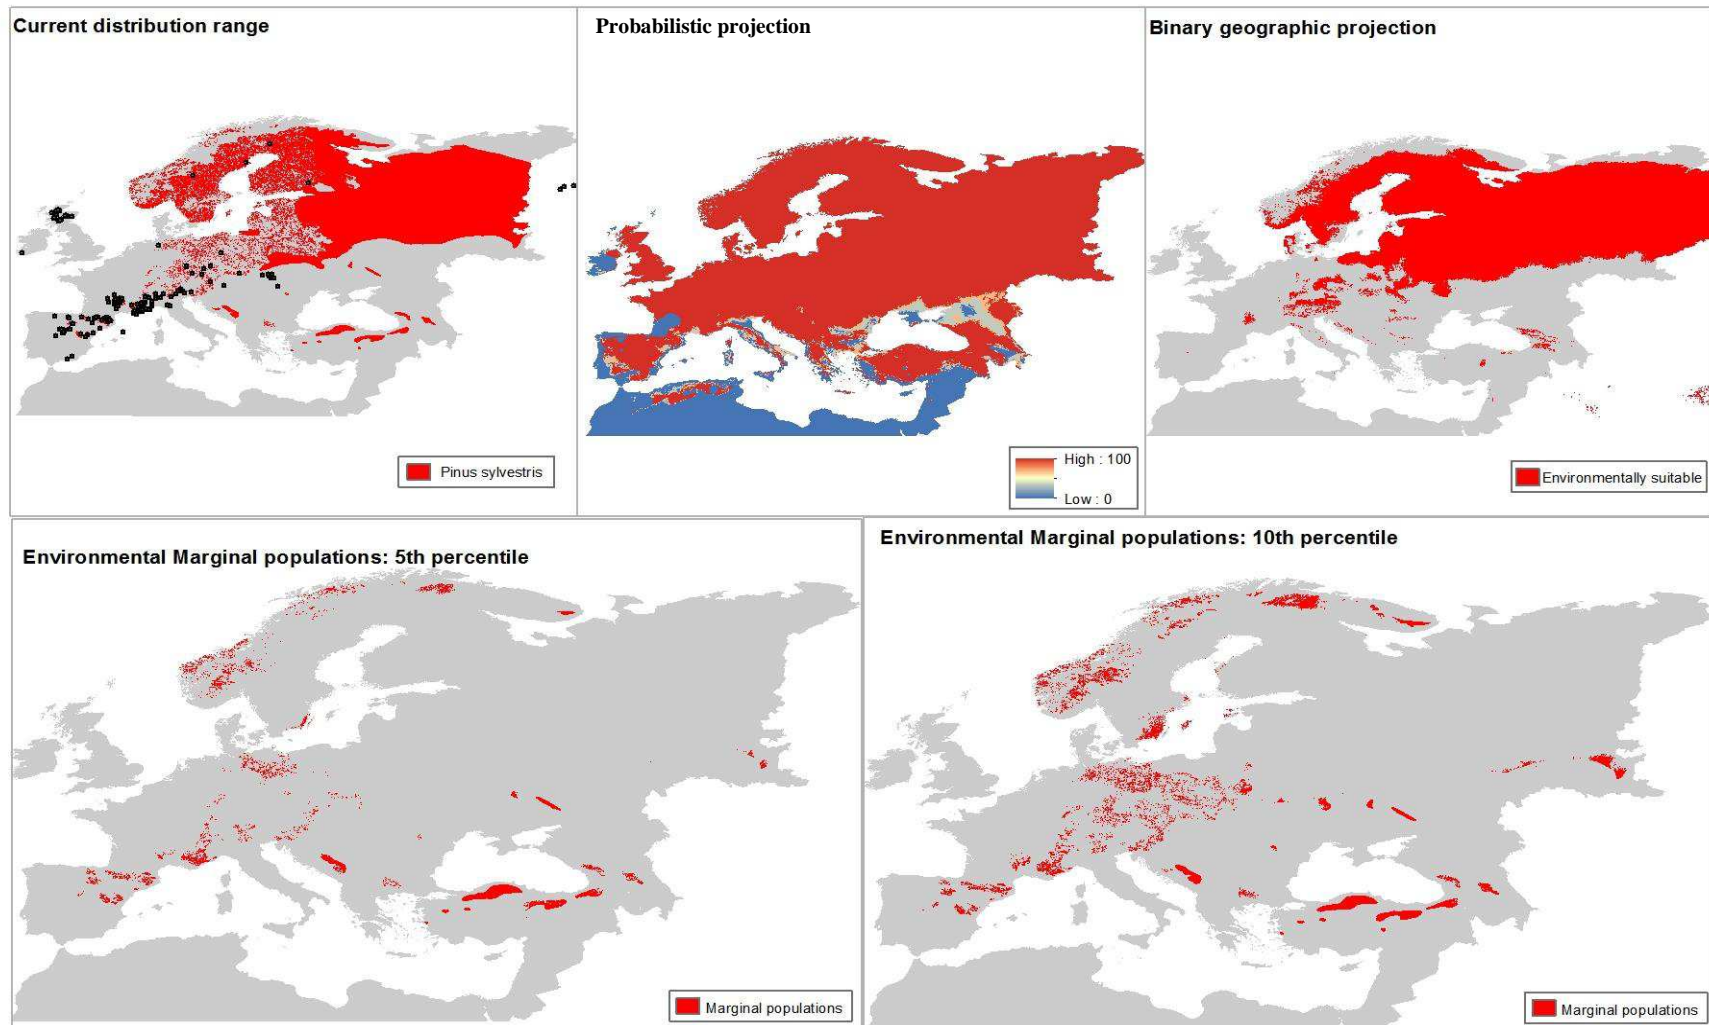 Current distribution range
Probabilistic projection
Binary geographic projection
Pinus sylvestris
High : 100
Low : 0
Environmentally suitable
Environmental Marginal populations: 5th percentile
Environmental Marginal populations: 10th percentile
Marginal populations
Marginal populations